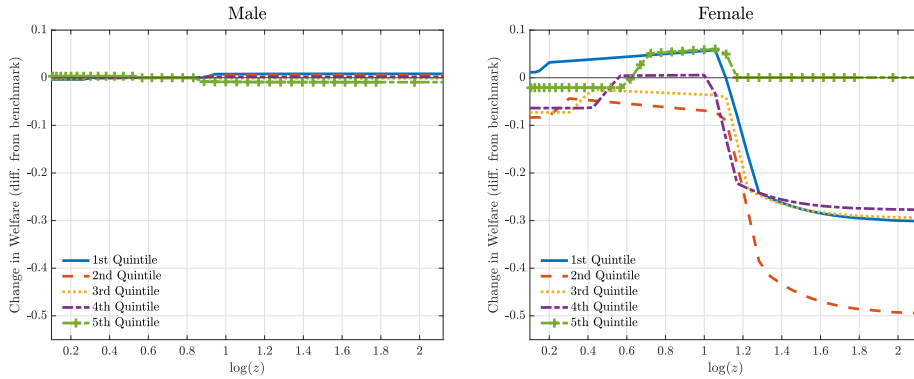 Male
Change in Welfare (diff. from benchmark)
0.1
0
-0.1
-0.2
-0.3
-0.4
-0.5
1st Quintile
2nd Quintile
3rd Quintile
4th Quintile
5th Quintile
0.2 0.4 0.6 0.8 1 1.2 1.4 1.6 1.8 2
log(z)
Female
Change in Welfare (diff. from benchmark)
0.1
0
-0.1
-0.2
-0.3
-0.4
-0.5
1st Quintile
2nd Quintile
3rd Quintile
4th Quintile
5th Quintile
0.2 0.4 0.6 0.8 1 1.2 1.4 1.6 1.8 2
log(z)